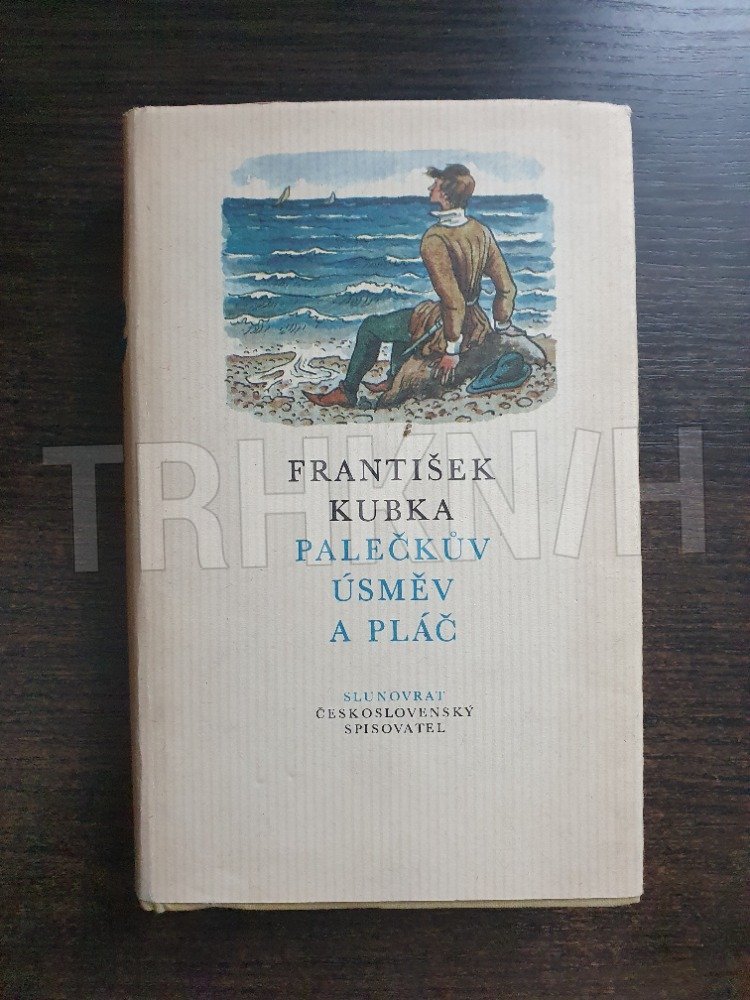 FRANTIŠEK
KUBKA
PALEČKŮV
ÚSMĚV
A PLÁČ
SLUNOVRAT
ČESKOSLOVENSKÝ
SPISOVATEL
TRHKNIH